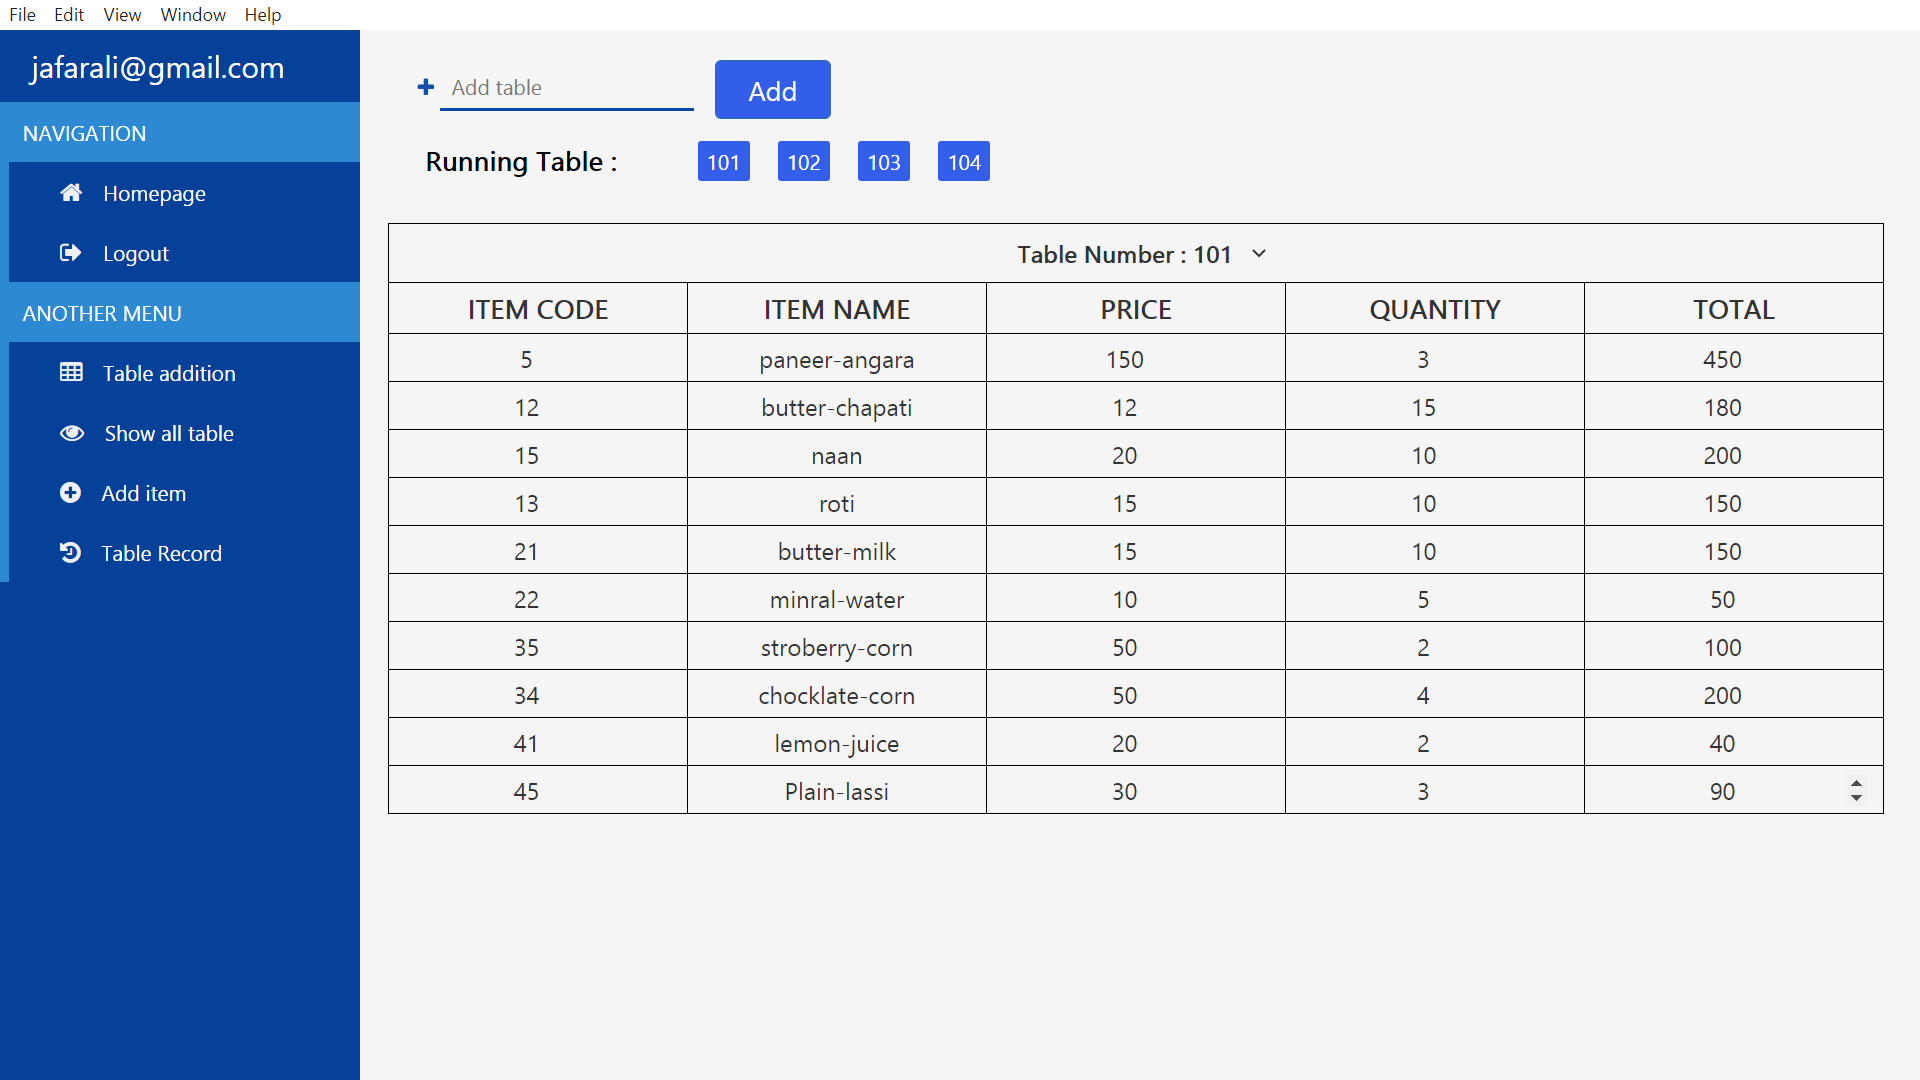 File Edit View Window Help
jafarali@gmail.com
NAVIGATION
Homepage
Logout
ANOTHER MENU
Table addition
Show all table
Add item
Table Record
Add table
Add
Running Table : 101 102 103 104
Table Number : 101
ITEM CODE ITEM NAME PRICE QUANTITY TOTAL
5 paneer-angara 150 3 450
12 butter-chapati 12 15 180
15 naan 20 10 200
13 roti 15 10 150
21 butter-milk 15 10 150
22 minral-water 10 5 50
35 stroberry-corn 50 2 100
34 chocklate-corn 50 4 200
41 lemon-juice 20 2 40
45 Plain-lassi 30 3 90